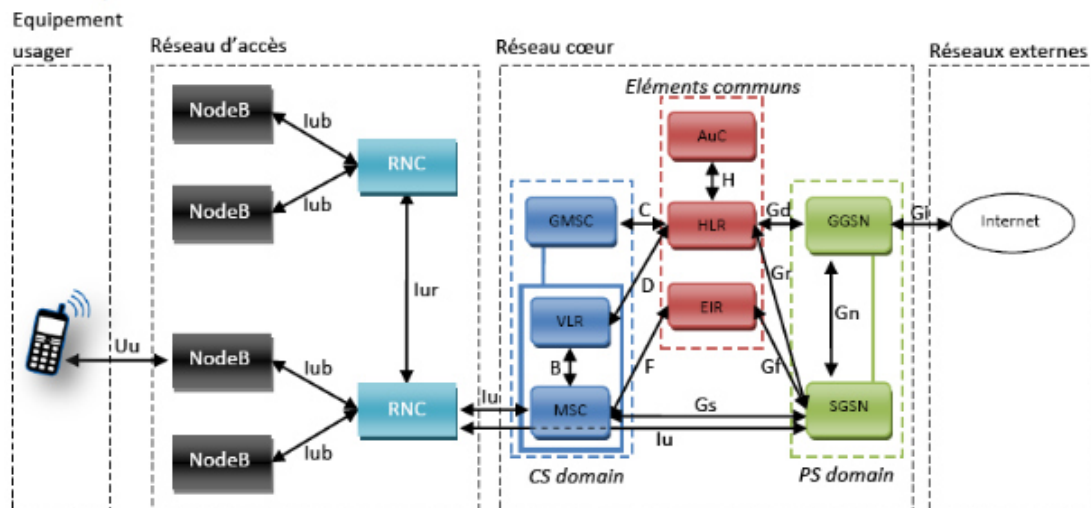 Equipement
usager
Réseau d'accès
Réseau cœur
Réseaux externes
Eléments communs
NodeB
Iub
RNC
AuC
H
NodeB
Iub
GMSC
C
HLR
Gd
GGSN
Gi
Internet
Iur
D
Gr
VLR
EIR
Gn
Uu
NodeB
Iub
B
F
Gf
RNC
Iu
MSC
Gs
SGSN
Iu
NodeB
Iub
CS domain
PS domain